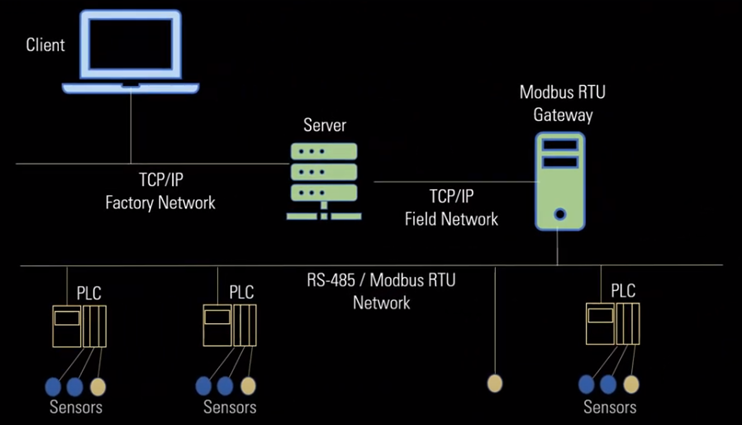 Client
Modbus RTU
Gateway
Server
TCP/IP
Factory Network
TCP/IP
Field Network
RS-485 / Modbus RTU
Network
PLC
PLC
PLC
Sensors
Sensors
Sensors